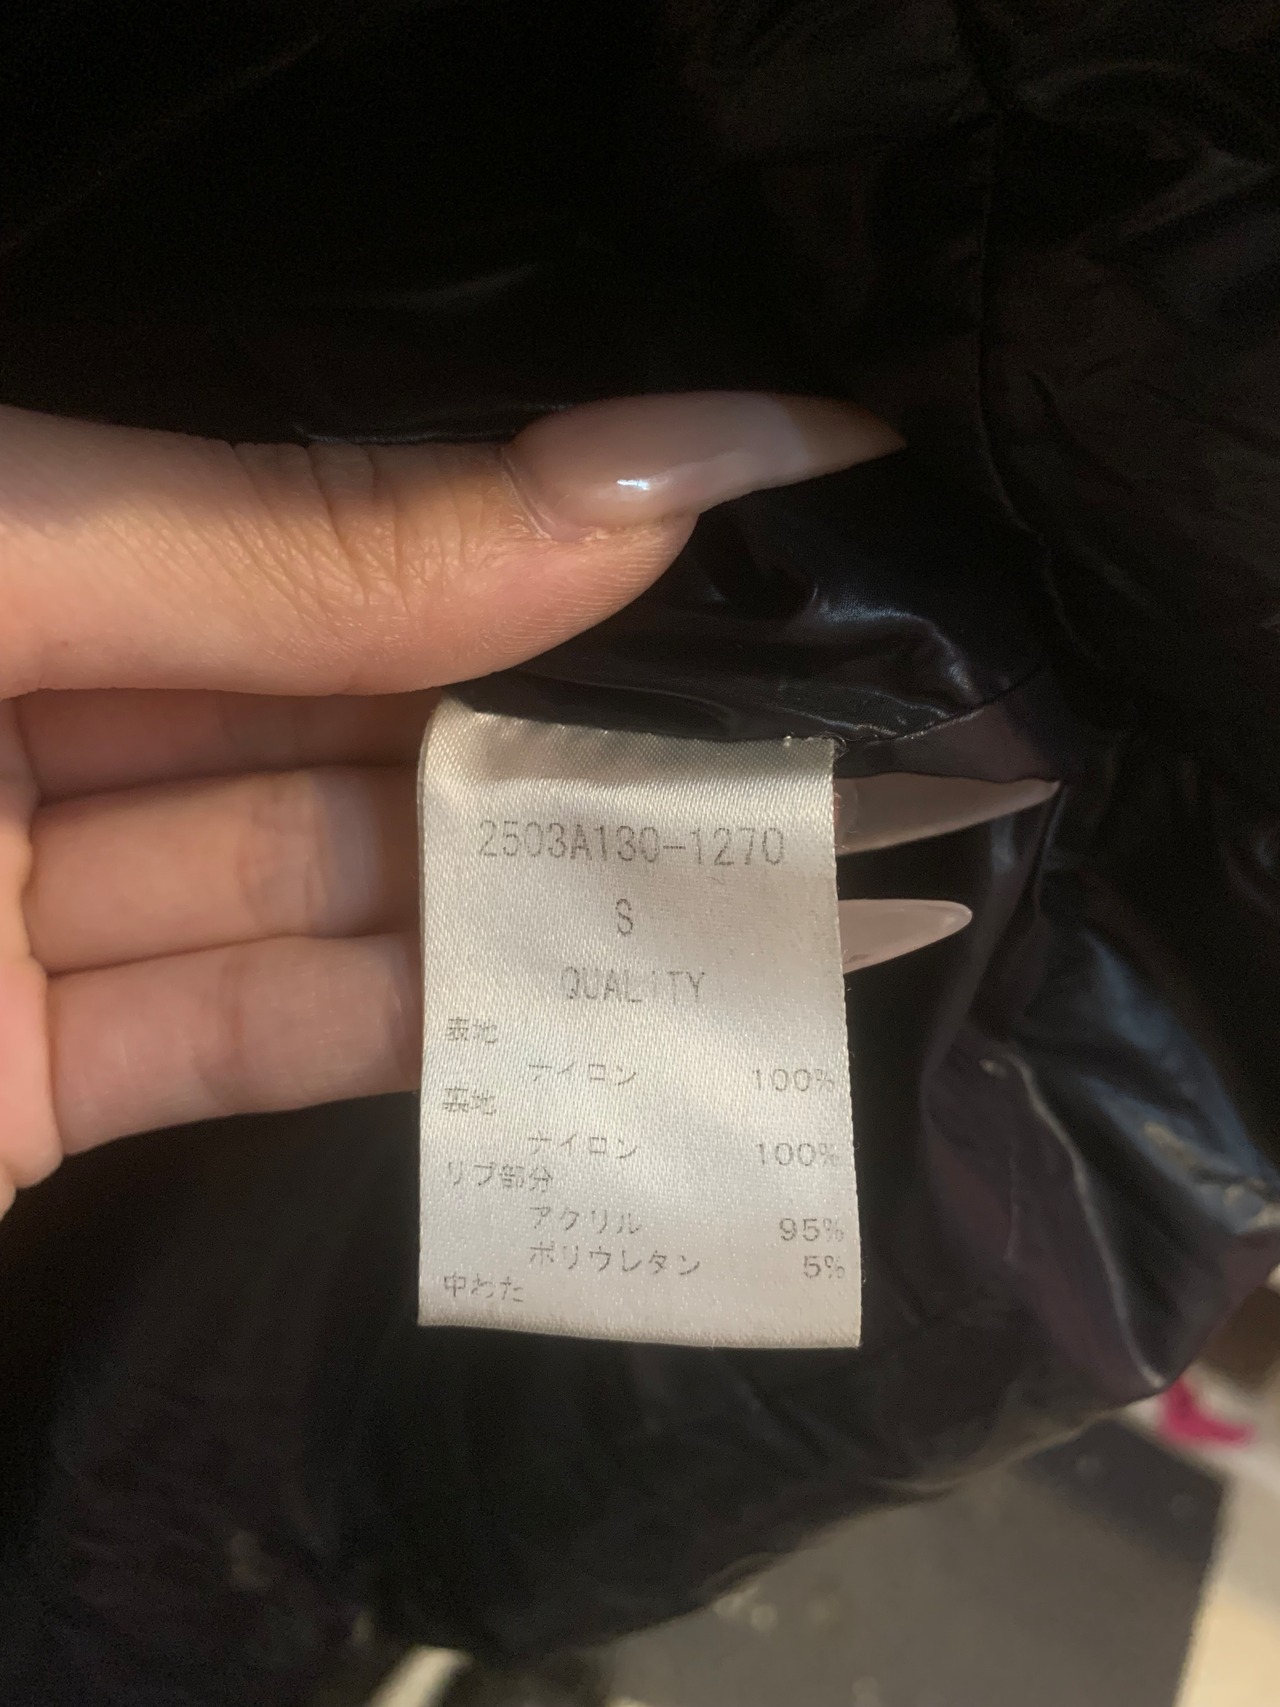 2503A130-1270
S
QUALITY
表地
ナイロン 100%
裏地
ナイロン 100%
リブ部分
アクリル 95%
ポリウレタン 5%
中わた